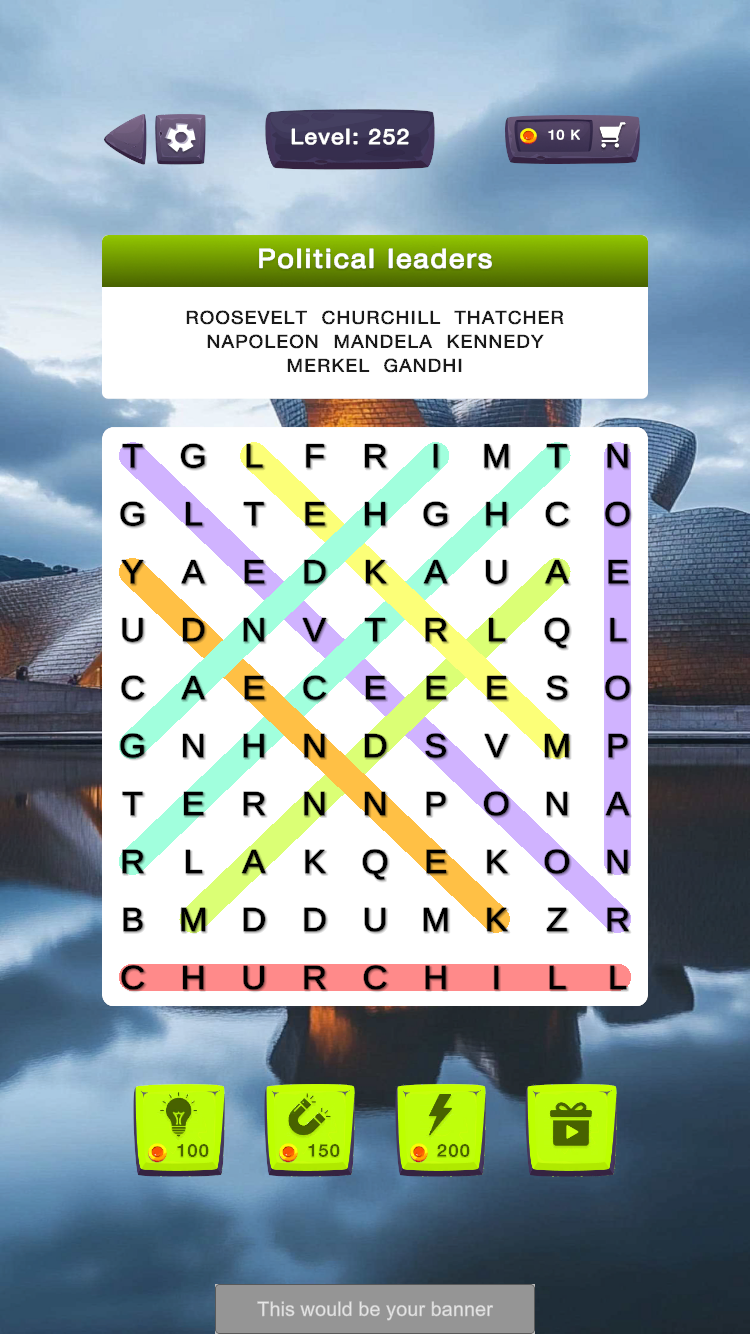 Level: 252
10 K
Political leaders
ROOSEVELT CHURCHILL THATCHER
NAPOLEON MANDELA KENNEDY
MERKEL GANDHI
T G L F R I M T N
G L T E H G H C O
Y A E D K A U A E
U D N V T R L Q L
C A E C E E E S O
G N H N D S V M P
T E R N N P O N A
R L A K Q E K O N
B M D D U M K Z R
C H U R C H I L L
100
150
200
This would be your banner